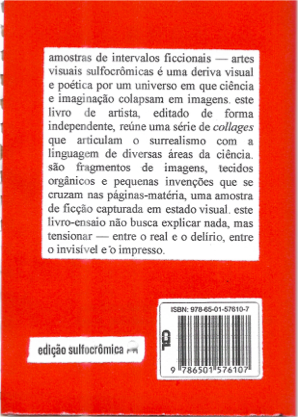 amostras de intervalos ficcionais — artes
visuais sulfocrômicas é uma deriva visual
e poética por um universo em que ciência
e imaginação colapsam em imagens. este
livro de artista, editado de forma
independente, reúne uma série de collages
que articulam o surrealismo com a
linguagem de diversas áreas da ciência.
são fragmentos de imagens, tecidos
orgânicos e pequenas invenções que se
cruzam nas páginas-matéria, uma amostra
de ficção capturada em estado visual. este
livro-ensaio não busca explicar nada, mas
tensionar — entre o real e o delírio, entre
o invisível e o impresso.
ISBN: 978-65-01-57610-7
CBL
9 786501 576107
edição sulfocrômica